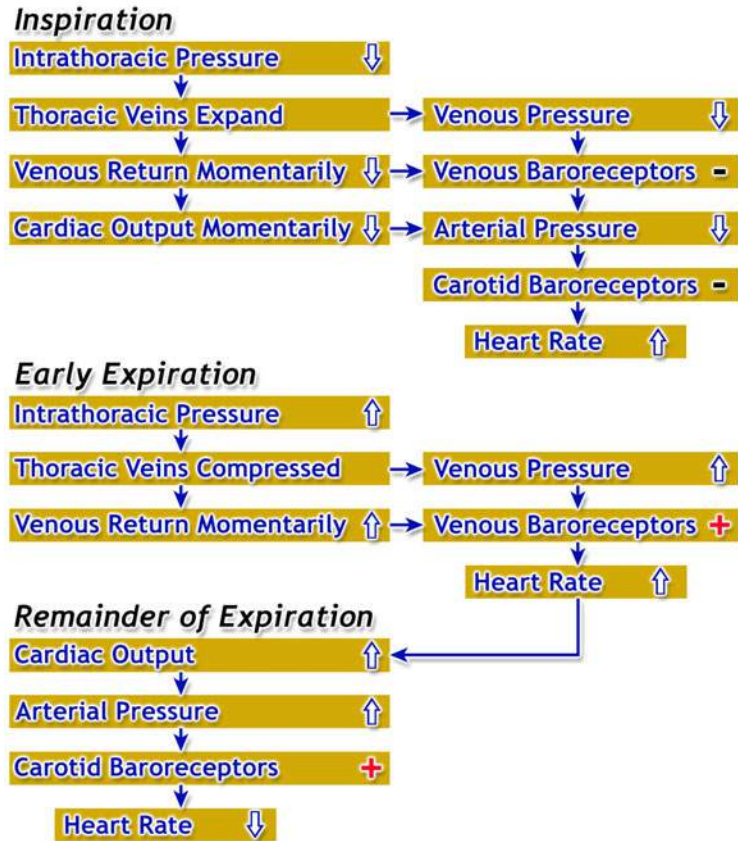 Inspiration
Intrathoracic Pressure ⇩
Thoracic Veins Expand
Venous Pressure ⇩
Venous Return Momentarily ⇩
Venous Baroreceptors -
Cardiac Output Momentarily ⇩
Arterial Pressure ⇩
Carotid Baroreceptors -
Heart Rate ⇧
Early Expiration
Intrathoracic Pressure ⇧
Thoracic Veins Compressed
Venous Pressure ⇧
Venous Return Momentarily ⇧
Venous Baroreceptors +
Heart Rate ⇧
Remainder of Expiration
Cardiac Output ⇧
Arterial Pressure ⇧
Carotid Baroreceptors +
Heart Rate ⇩